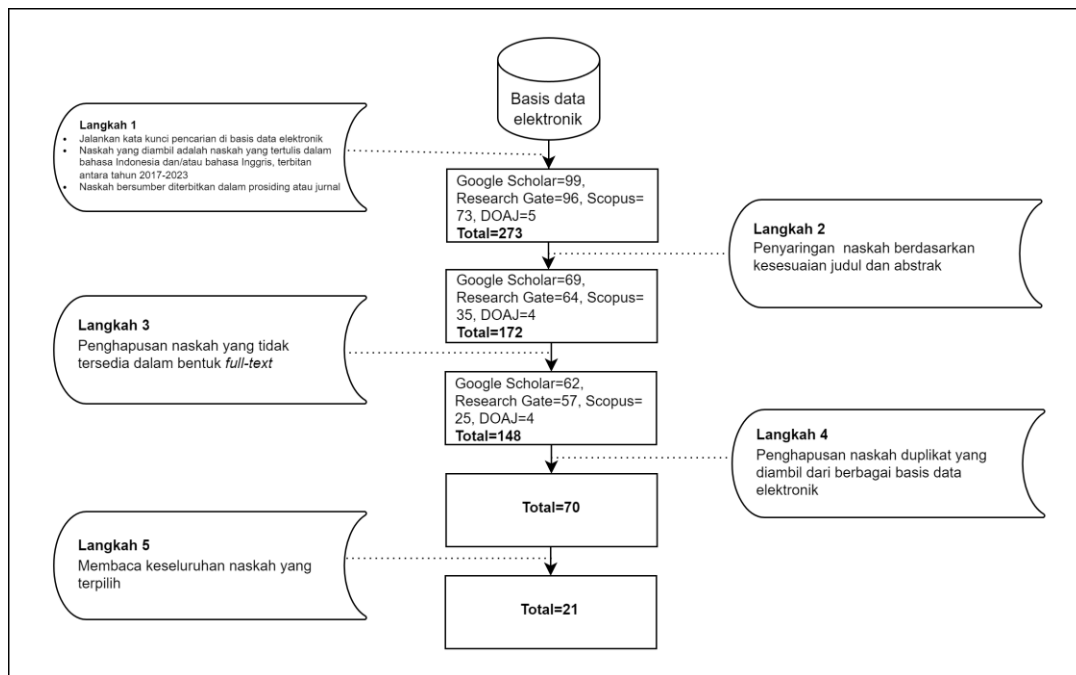 Basis data
elektronik
Langkah 1
• Jalankan kata kunci pencarian di basis data elektronik
• Naskah yang diambil adalah naskah yang tertulis dalam
bahasa Indonesia dan/atau bahasa Inggris, terbitan
antara tahun 2017-2023
• Naskah bersumber diterbitkan dalam prosiding atau jurnal
Google Scholar=99,
Research Gate=96, Scopus=
73, DOAJ=5
Total=273
Langkah 2
Penyaringan naskah berdasarkan
kesesuaian judul dan abstrak
Google Scholar=69,
Research Gate=64, Scopus=
35, DOAJ=4
Total=172
Langkah 3
Penghapusan naskah yang tidak
tersedia dalam bentuk full-text
Google Scholar=62,
Research Gate=57, Scopus=
25, DOAJ=4
Total=148
Langkah 4
Penghapusan naskah duplikat yang
diambil dari berbagai basis data
elektronik
Total=70
Langkah 5
Membaca keseluruhan naskah yang
terpilih
Total=21